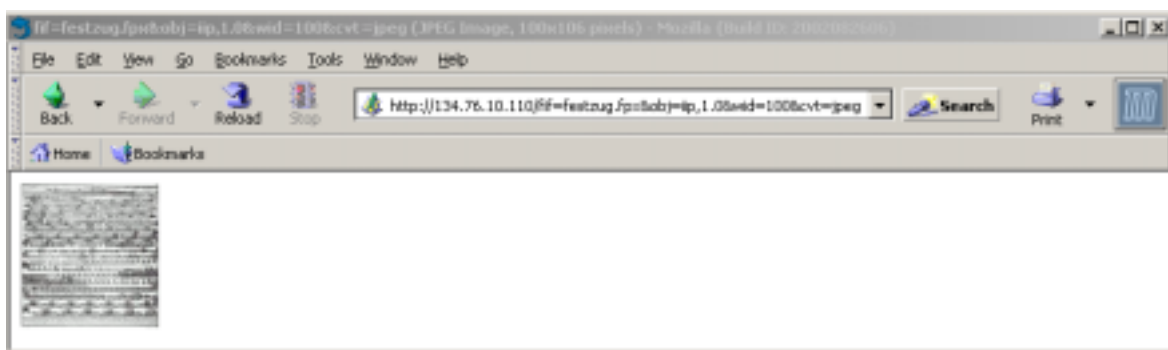 fif=festzug.fpx&obj=iip,1.0&wid=100&cvt=jpeg (JPEG Image, 100x106 pixels) - Mozilla {Build ID: 2002082606}
File Edit View Go Bookmarks Tools Window Help
Back Forward Reload Stop http://134.76.10.110/fif=festzug.fpx&obj=iip,1.0&wid=100&cvt=jpeg Search Print
Home Bookmarks